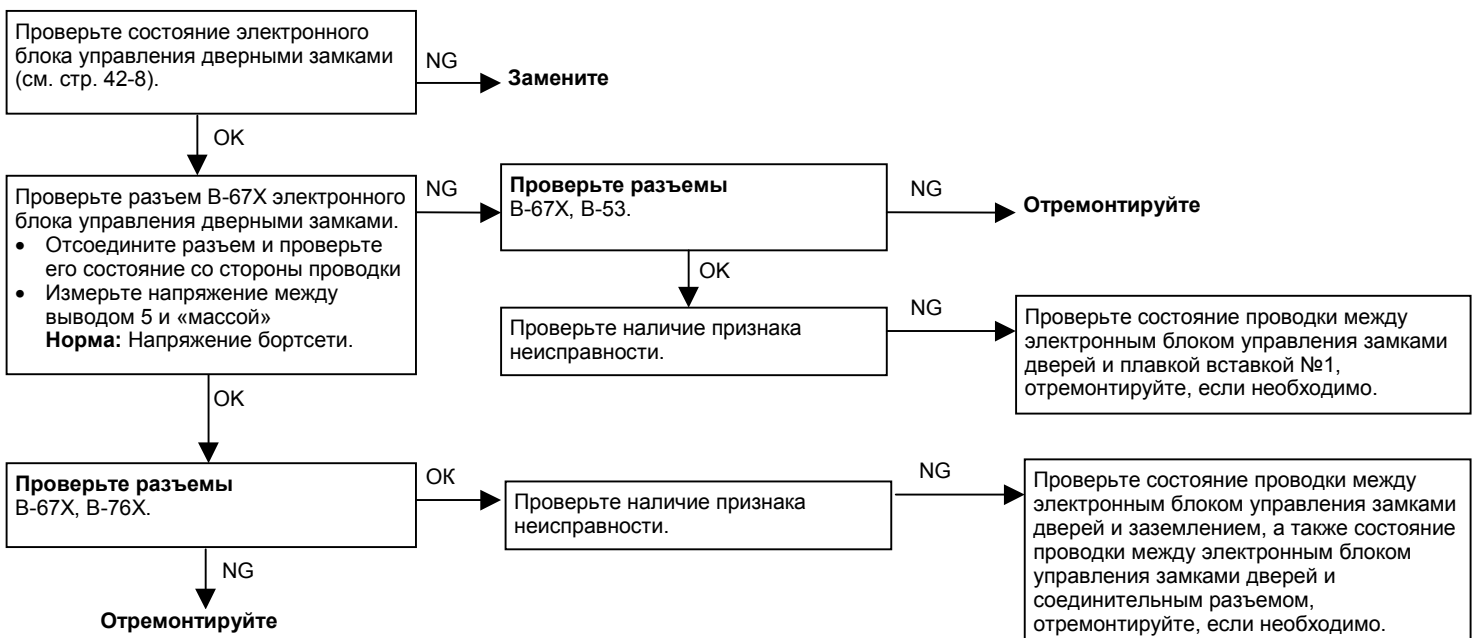 Проверьте состояние электронного
блока управления дверными замками
(см. стр. 42-8).
NG
Замените
OK
Проверьте разъем B-67X электронного
блока управления дверными замками.
• Отсоедините разъем и проверьте
его состояние со стороны проводки
• Измерьте напряжение между
выводом 5 и «массой»
Норма: Напряжение бортсети.
NG
Проверьте разъемы
B-67X, B-53.
NG
Отремонтируйте
OK
Проверьте наличие признака
неисправности.
NG
Проверьте состояние проводки между
электронным блоком управления замками
дверей и плавкой вставкой №1,
отремонтируйте, если необходимо.
OK
Проверьте разъемы
B-67X, B-76X.
OK
Проверьте наличие признака
неисправности.
NG
Проверьте состояние проводки между
электронным блоком управления замками
дверей и заземлением, а также состояние
проводки между электронным блоком
управления замками дверей и
соединительным разъемом,
отремонтируйте, если необходимо.
NG
Отремонтируйте